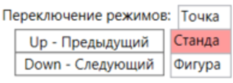 Переключение режимов: Точка
Up - Предыдущий Станда
Down - Следующий Фигура